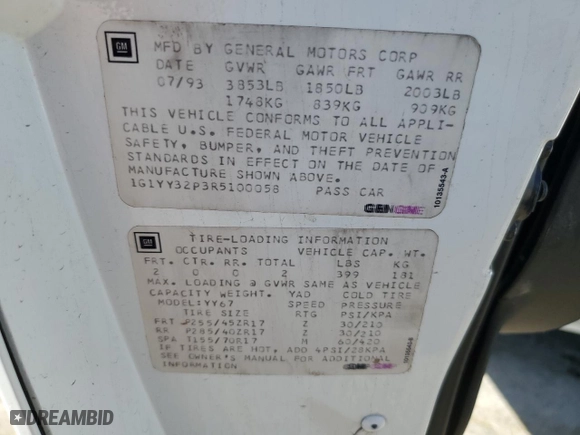 GM
MFD BY GENERAL MOTORS CORP
DATE GVWR GAWR FRT GAWR RR
07/93 3853LB 1850LB 2003LB
1748KG 839KG 909KG
THIS VEHICLE CONFORMS TO ALL APPLI-
CABLE U.S. FEDERAL MOTOR VEHICLE
SAFETY, BUMPER, AND THEFT PREVENTION
STANDARDS IN EFFECT ON THE DATE OF
MANUFACTURE SHOWN ABOVE.
1G1YY32P3R5100058 PASS CAR
10135543-A
GM
TIRE-LOADING INFORMATION
OCCUPANTS VEHICLE CAP. WT.
FRT. CTR. RR. TOTAL LBS KG
2 0 0 2 399 181
MAX. LOADING @ GVWR SAME AS VEHICLE
CAPACITY WEIGHT. YAD COLD TIRE
MODEL: YY67 SPEED PRESSURE
TIRE SIZE RTG PSI/KPA
FRT P255/45ZR17 Z 30/210
RR P285/40ZR17 Z 30/210
SPA T155/70R17 M 60/420
IF TIRES ARE HOT, ADD 4PSI/28KPA
SEE OWNER'S MANUAL FOR ADDITIONAL
INFORMATION
DREAMBID